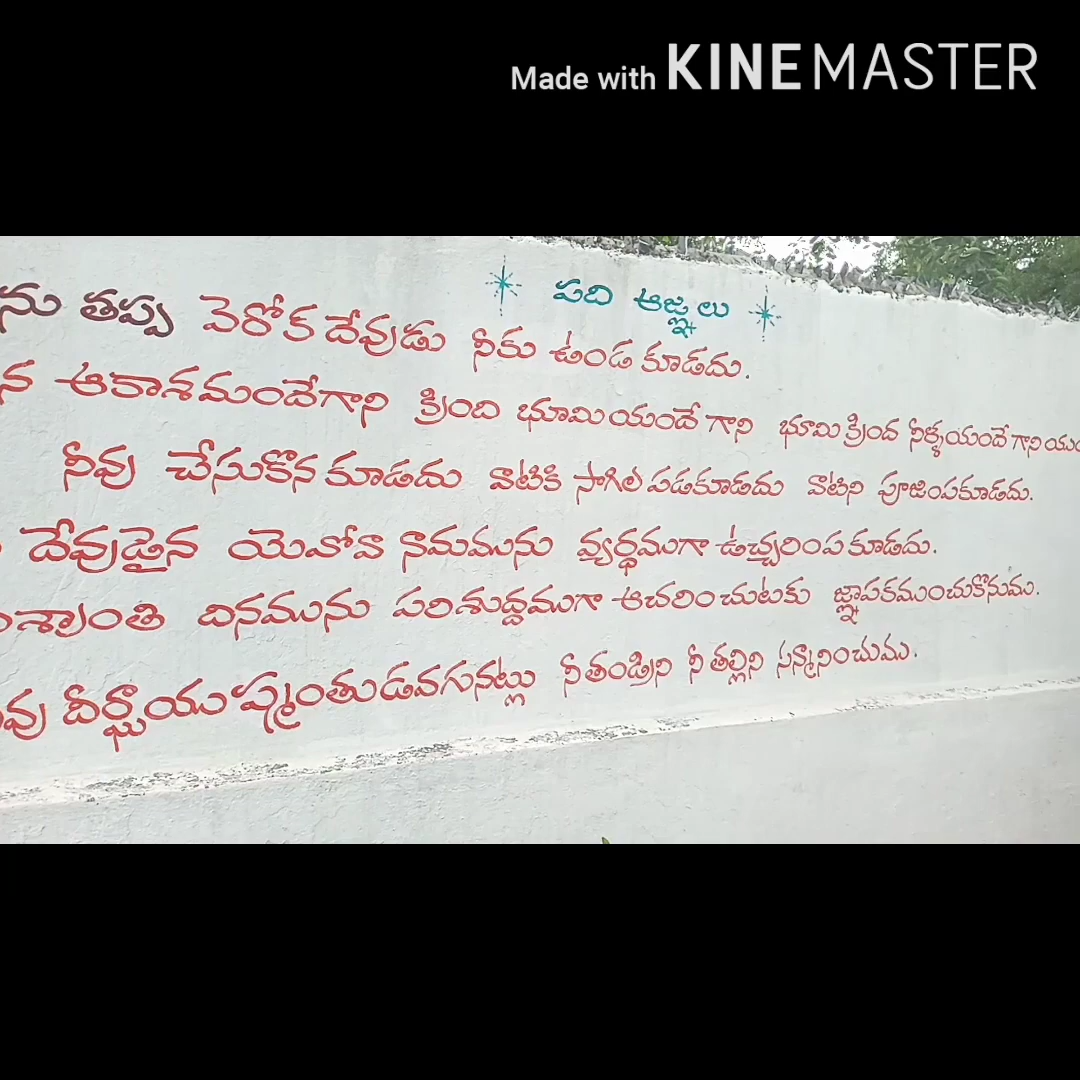 Made with KINEMASTER
పది ఆజ్ఞలు
ను తప్ప వెరోక దేవుడు నీకు ఉండ కూడదు.
న ఆకాశమందేగాని క్రింది భూమియందే గాని భూమి క్రింద నీళ్ళయందే గాని యుం
నీవు చేసుకొన కూడదు వాటికి సాగిల పడకూడదు వాటిని పూజింపకూడదు.
దేవుడైన యెహోవా నామమును వ్యర్థముగా ఉచ్చరింప కూడదు.
శ్రాంతి దినమును పరిశుద్దముగా ఆచరించుటకు జ్ఞాపకముంచుకొనుము.
వు దీర్ఘాయుష్మంతుడవగునట్లు నీ తండ్రిని నీ తల్లిని సన్మానించుము.